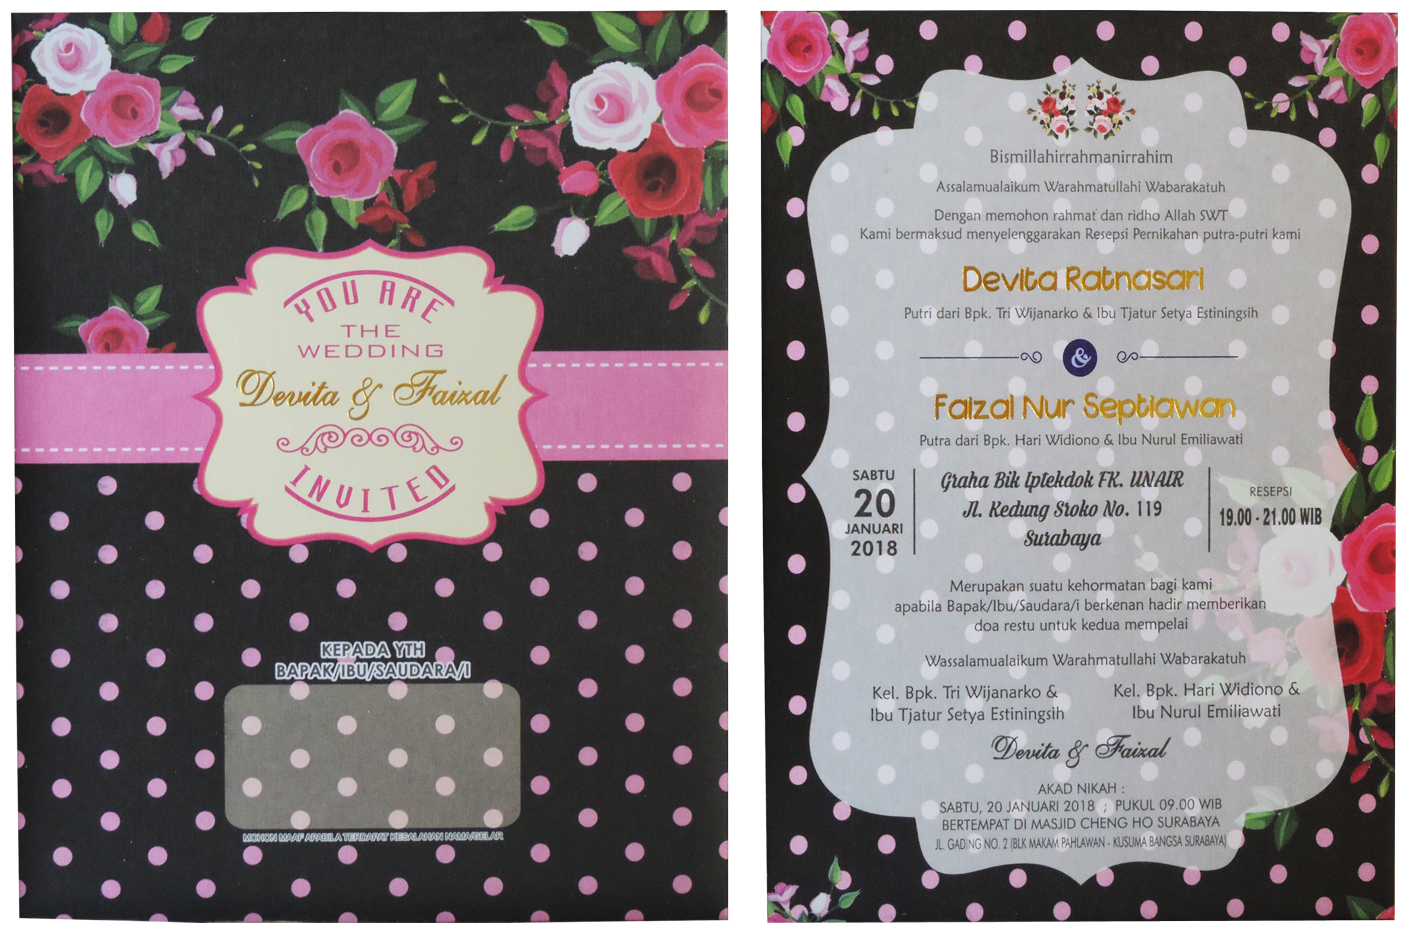 YOU ARE
THE
WEDDING
Devita & Faizal
INVITED
KEPADA YTH
BAPAK/IBU/SAUDARA/I
MOHON MAAF APABILA TERDAPAT KESALAHAN NAMA/GELAR
Bismillahirrahmanirrahim
Assalamualaikum Warahmatullahi Wabarakatuh
Dengan memohon rahmat dan ridho Allah SWT
Kami bermaksud menyelenggarakan Resepsi Pernikahan putra-putri kami
Devita Ratnasari
Putri dari Bpk. Tri Wijanarko & Ibu Tjatur Setya Estiningsih
&
Faizal Nur Septiawan
Putra dari Bpk. Hari Widiono & Ibu Nurul Emiliawati
SABTU
20
JANUARI
2018
Graha Bik Iptekdok FK. UNAIR
Jl. Kedung Sroko No. 119
Surabaya
RESEPSI
19.00 - 21.00 WIB
Merupakan suatu kehormatan bagi kami
apabila Bapak/Ibu/Saudara/i berkenan hadir memberikan
doa restu untuk kedua mempelai
Wassalamualaikum Warahmatullahi Wabarakatuh
Kel. Bpk. Tri Wijanarko &
Ibu Tjatur Setya Estiningsih
Kel. Bpk. Hari Widiono &
Ibu Nurul Emiliawati
Devita & Faizal
AKAD NIKAH :
SABTU, 20 JANUARI 2018 ; PUKUL 09.00 WIB
BERTEMPAT DI MASJID CHENG HO SURABAYA
JL. GADING NO. 2 (BLK MAKAM PAHLAWAN - KUSUMA BANGSA SURABAYA)